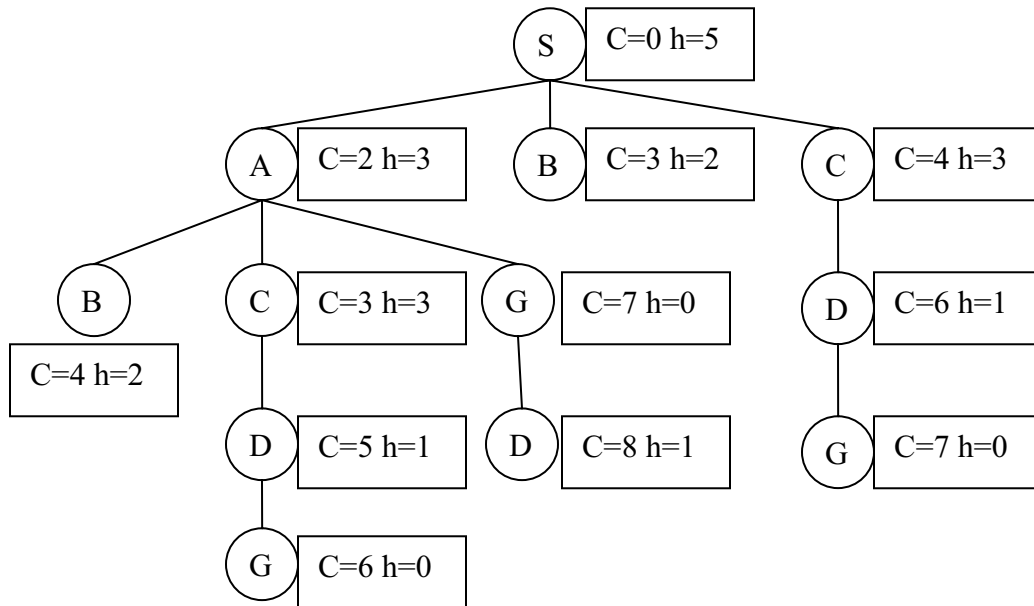 S
C=0 h=5
A
C=2 h=3
B
C=3 h=2
C
C=4 h=3
B
C=4 h=2
C
C=3 h=3
G
C=7 h=0
D
C=6 h=1
D
C=5 h=1
D
C=8 h=1
G
C=7 h=0
G
C=6 h=0